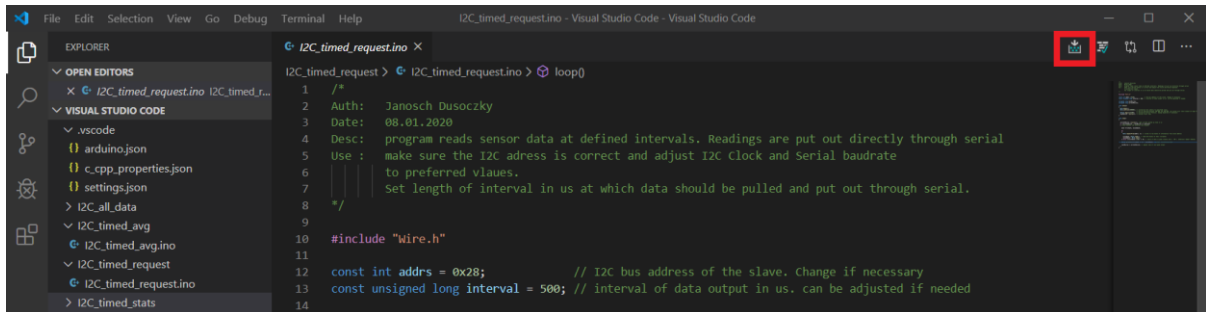 File Edit Selection View Go Debug Terminal Help I2C_timed_request.ino - Visual Studio Code - Visual Studio Code
EXPLORER
OPEN EDITORS
I2C_timed_request.ino I2C_timed_r...
VISUAL STUDIO CODE
.vscode
{} arduino.json
{} c_cpp_properties.json
{} settings.json
I2C_all_data
I2C_timed_avg
I2C_timed_avg.ino
I2C_timed_request
I2C_timed_request.ino
I2C_timed_stats
I2C_timed_request.ino
I2C_timed_request > I2C_timed_request.ino > loop()
1 /*
2 Auth: Janosch Dusoczky
3 Date: 08.01.2020
4 Desc: program reads sensor data at defined intervals. Readings are put out directly through serial
5 Use : make sure the I2C adress is correct and adjust I2C Clock and Serial baudrate
6 to preferred vlaues.
7 Set length of interval in us at which data should be pulled and put out through serial.
8 */
9
10 #include "Wire.h"
11
12 const int addrs = 0x28; // I2C bus address of the slave. Change if necessary
13 const unsigned long interval = 500; // interval of data output in us. can be adjusted if needed
14